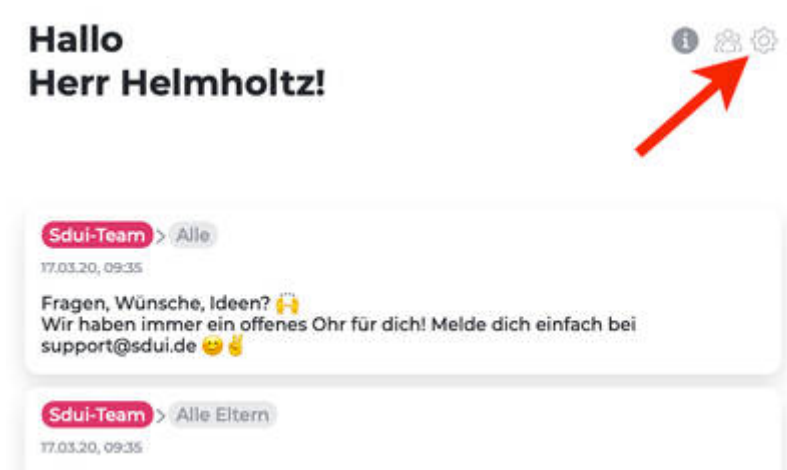 Hallo
Herr Helmholtz!
Sdui-Team > Alle
17.03.20, 09:35
Fragen, Wünsche, Ideen? 🙌
Wir haben immer ein offenes Ohr für dich! Melde dich einfach bei
support@sdui.de 😊✌️
Sdui-Team > Alle Eltern
17.03.20, 09:35